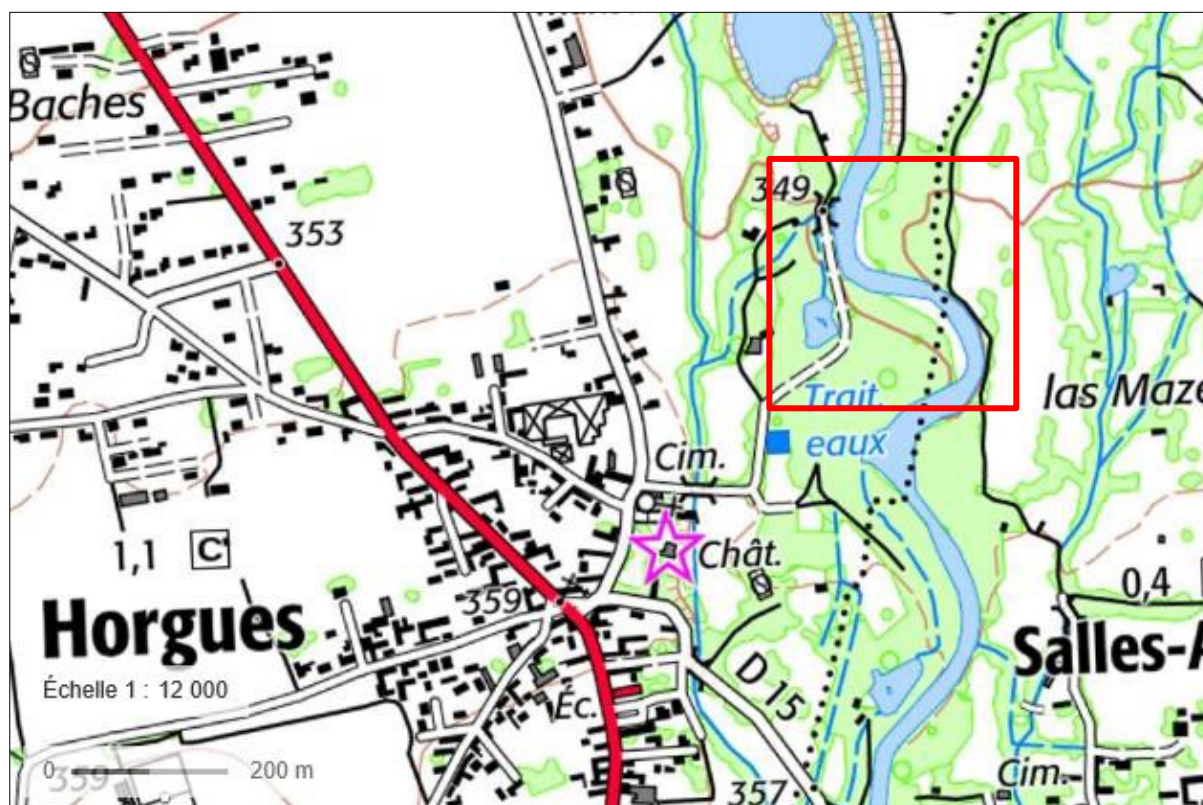 Baches
349
353
las Maze
Trait.
eaux
Cim.
1,1
C
Chât.
359
0,4
Horgues
Salles-A
Échelle 1 : 12 000
D 15
Éc.
359
0
200 m
357
Cim.